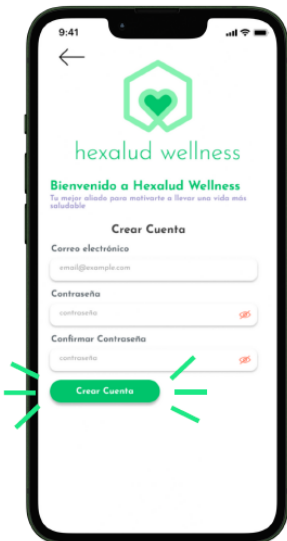 9:41
hexalud wellness
Bienvenido a Hexalud Wellness
Tu mejor aliado para motivarte a llevar una vida más
saludable
Crear Cuenta
Correo electrónico
email@example.com
Contraseña
contraseña
Confirmar Contraseña
contraseña
Crear Cuenta